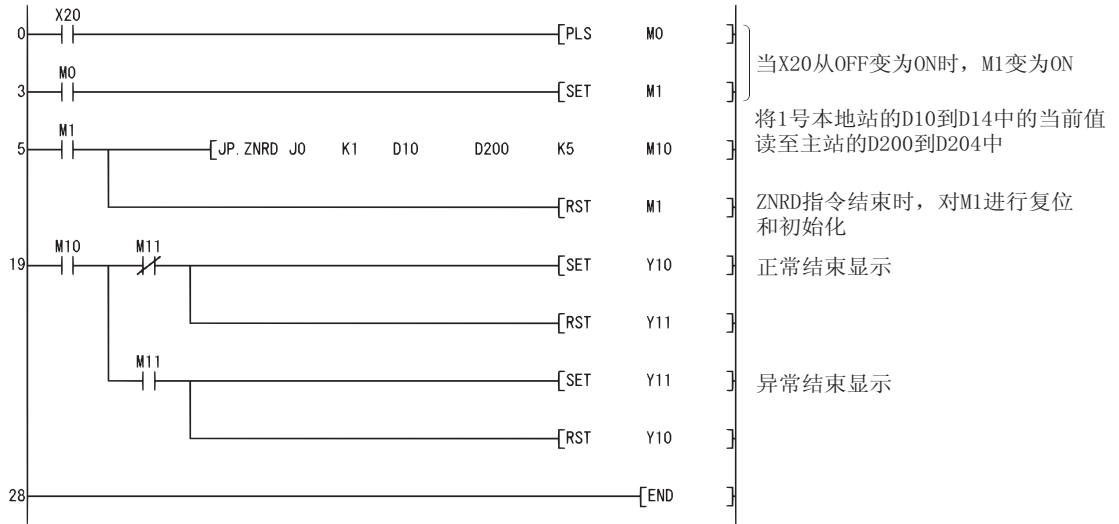 X20
0 [PLS M0 ]
当X20从OFF变为ON时，M1变为ON
M0
3 [SET M1 ]
M1
5 [JP.ZNRD J0 K1 D10 D200 K5 M10 ]
将1号本地站的D10到D14中的当前值
读至主站的D200到D204中
[RST M1 ]
ZNRD指令结束时，对M1进行复位
和初始化
M10 M11
19 [SET Y10 ]
正常结束显示
[RST Y11 ]
M11
[SET Y11 ]
异常结束显示
[RST Y10 ]
28 [END ]